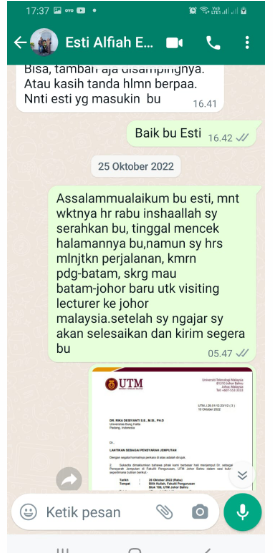 17:37
Esti Alfiah E...
Bisa, tambah aja disampingnya.
Atau kasih tanda hlmn berpaa.
Nnti esti yg masukin bu
16.41
Baik bu Esti 16.42
25 Oktober 2022
Assalammualaikum bu esti, mnt
wktnya hr rabu inshaallah sy
serahkan bu, tinggal mencek
halamannya bu,namun sy hrs
mlnjtkn perjalanan, kmrn
pdg-batam, skrg mau
batam-johor baru utk visiting
lecturer ke johor
malaysia.setelah sy ngajar sy
akan selesaikan dan kirim segera
bu
05.47
UTM
Ketik pesan